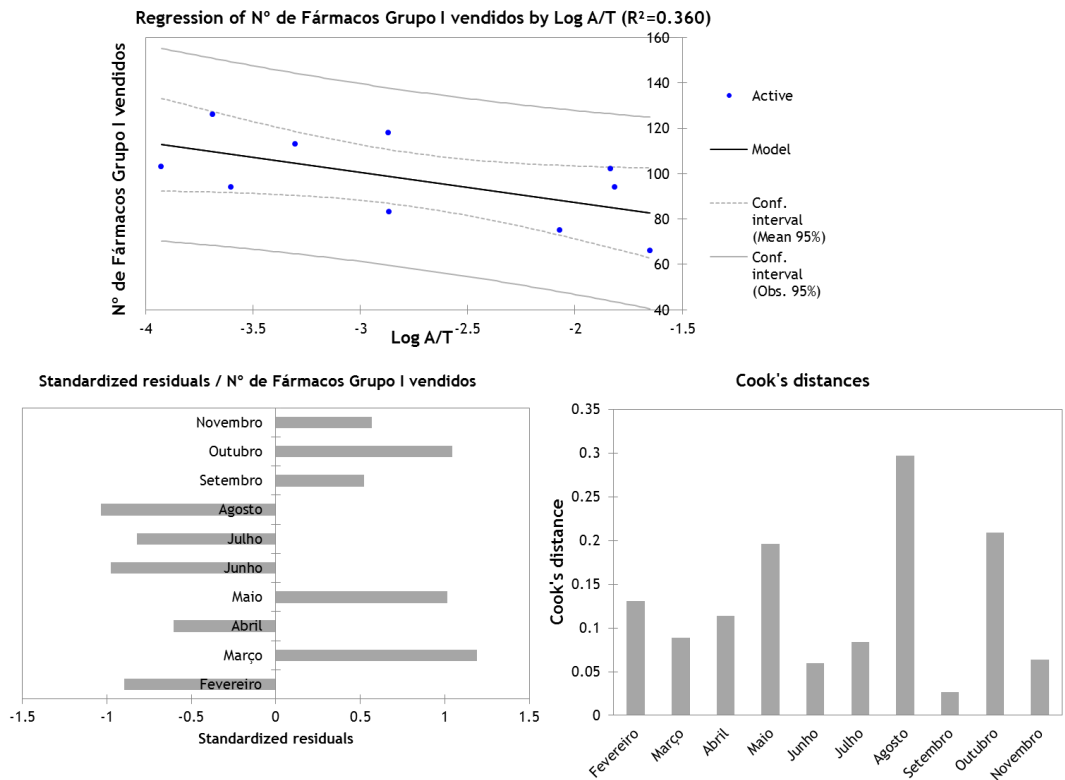 Regression of Nº de Fármacos Grupo I vendidos by Log A/T (R²=0.360)
Nº de Fármacos Grupo I vendidos
160
140
120
100
80
60
40
-4
-3.5
-3
-2.5
-2
-1.5
Log A/T
Active
Model
Conf.
interval
(Mean 95%)
Conf.
interval
(Obs. 95%)
Standardized residuals / Nº de Fármacos Grupo I vendidos
Novembro
Outubro
Setembro
Agosto
Julho
Junho
Maio
Abril
Março
Fevereiro
-1.5
-1
-0.5
0
0.5
1
1.5
Standardized residuals
Cook's distances
Cook's distance
0.35
0.3
0.25
0.2
0.15
0.1
0.05
0
Fevereiro
Março
Abril
Maio
Junho
Julho
Agosto
Setembro
Outubro
Novembro